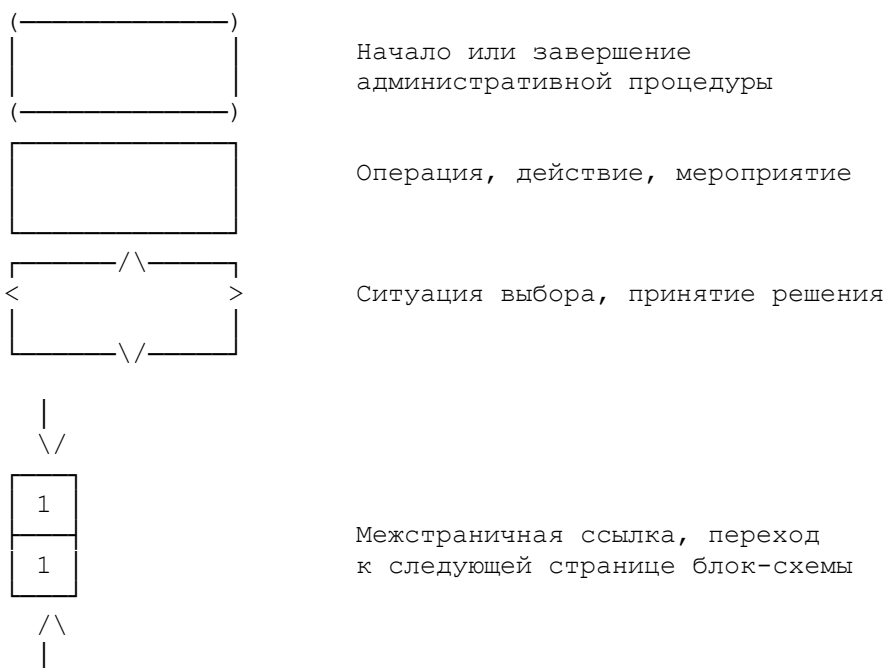 Начало или завершение
административной процедуры
Операция, действие, мероприятие
Ситуация выбора, принятие решения
1
1
Межстраничная ссылка, переход
к следующей странице блок-схемы